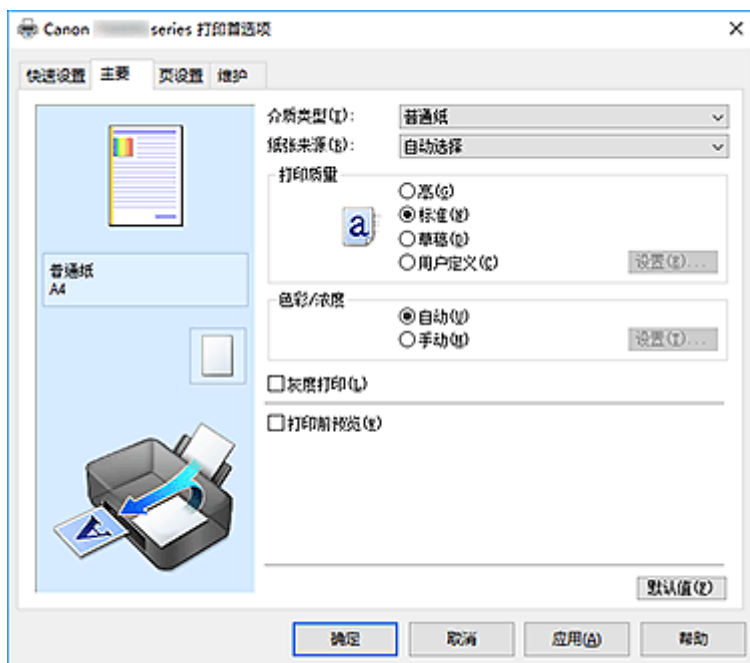 Canon series 打印首选项
快速设置 主要 页设置 维护
介质类型(I): 普通纸
纸张来源(B): 自动选择
打印质量
高(G)
标准(N)
草稿(D)
用户定义(C) 设置(E)...
普通纸
A4
色彩/浓度
自动(U)
手动(M) 设置(T)...
灰度打印(L)
打印前预览(E)
默认值(F)
确定 取消 应用(A) 帮助